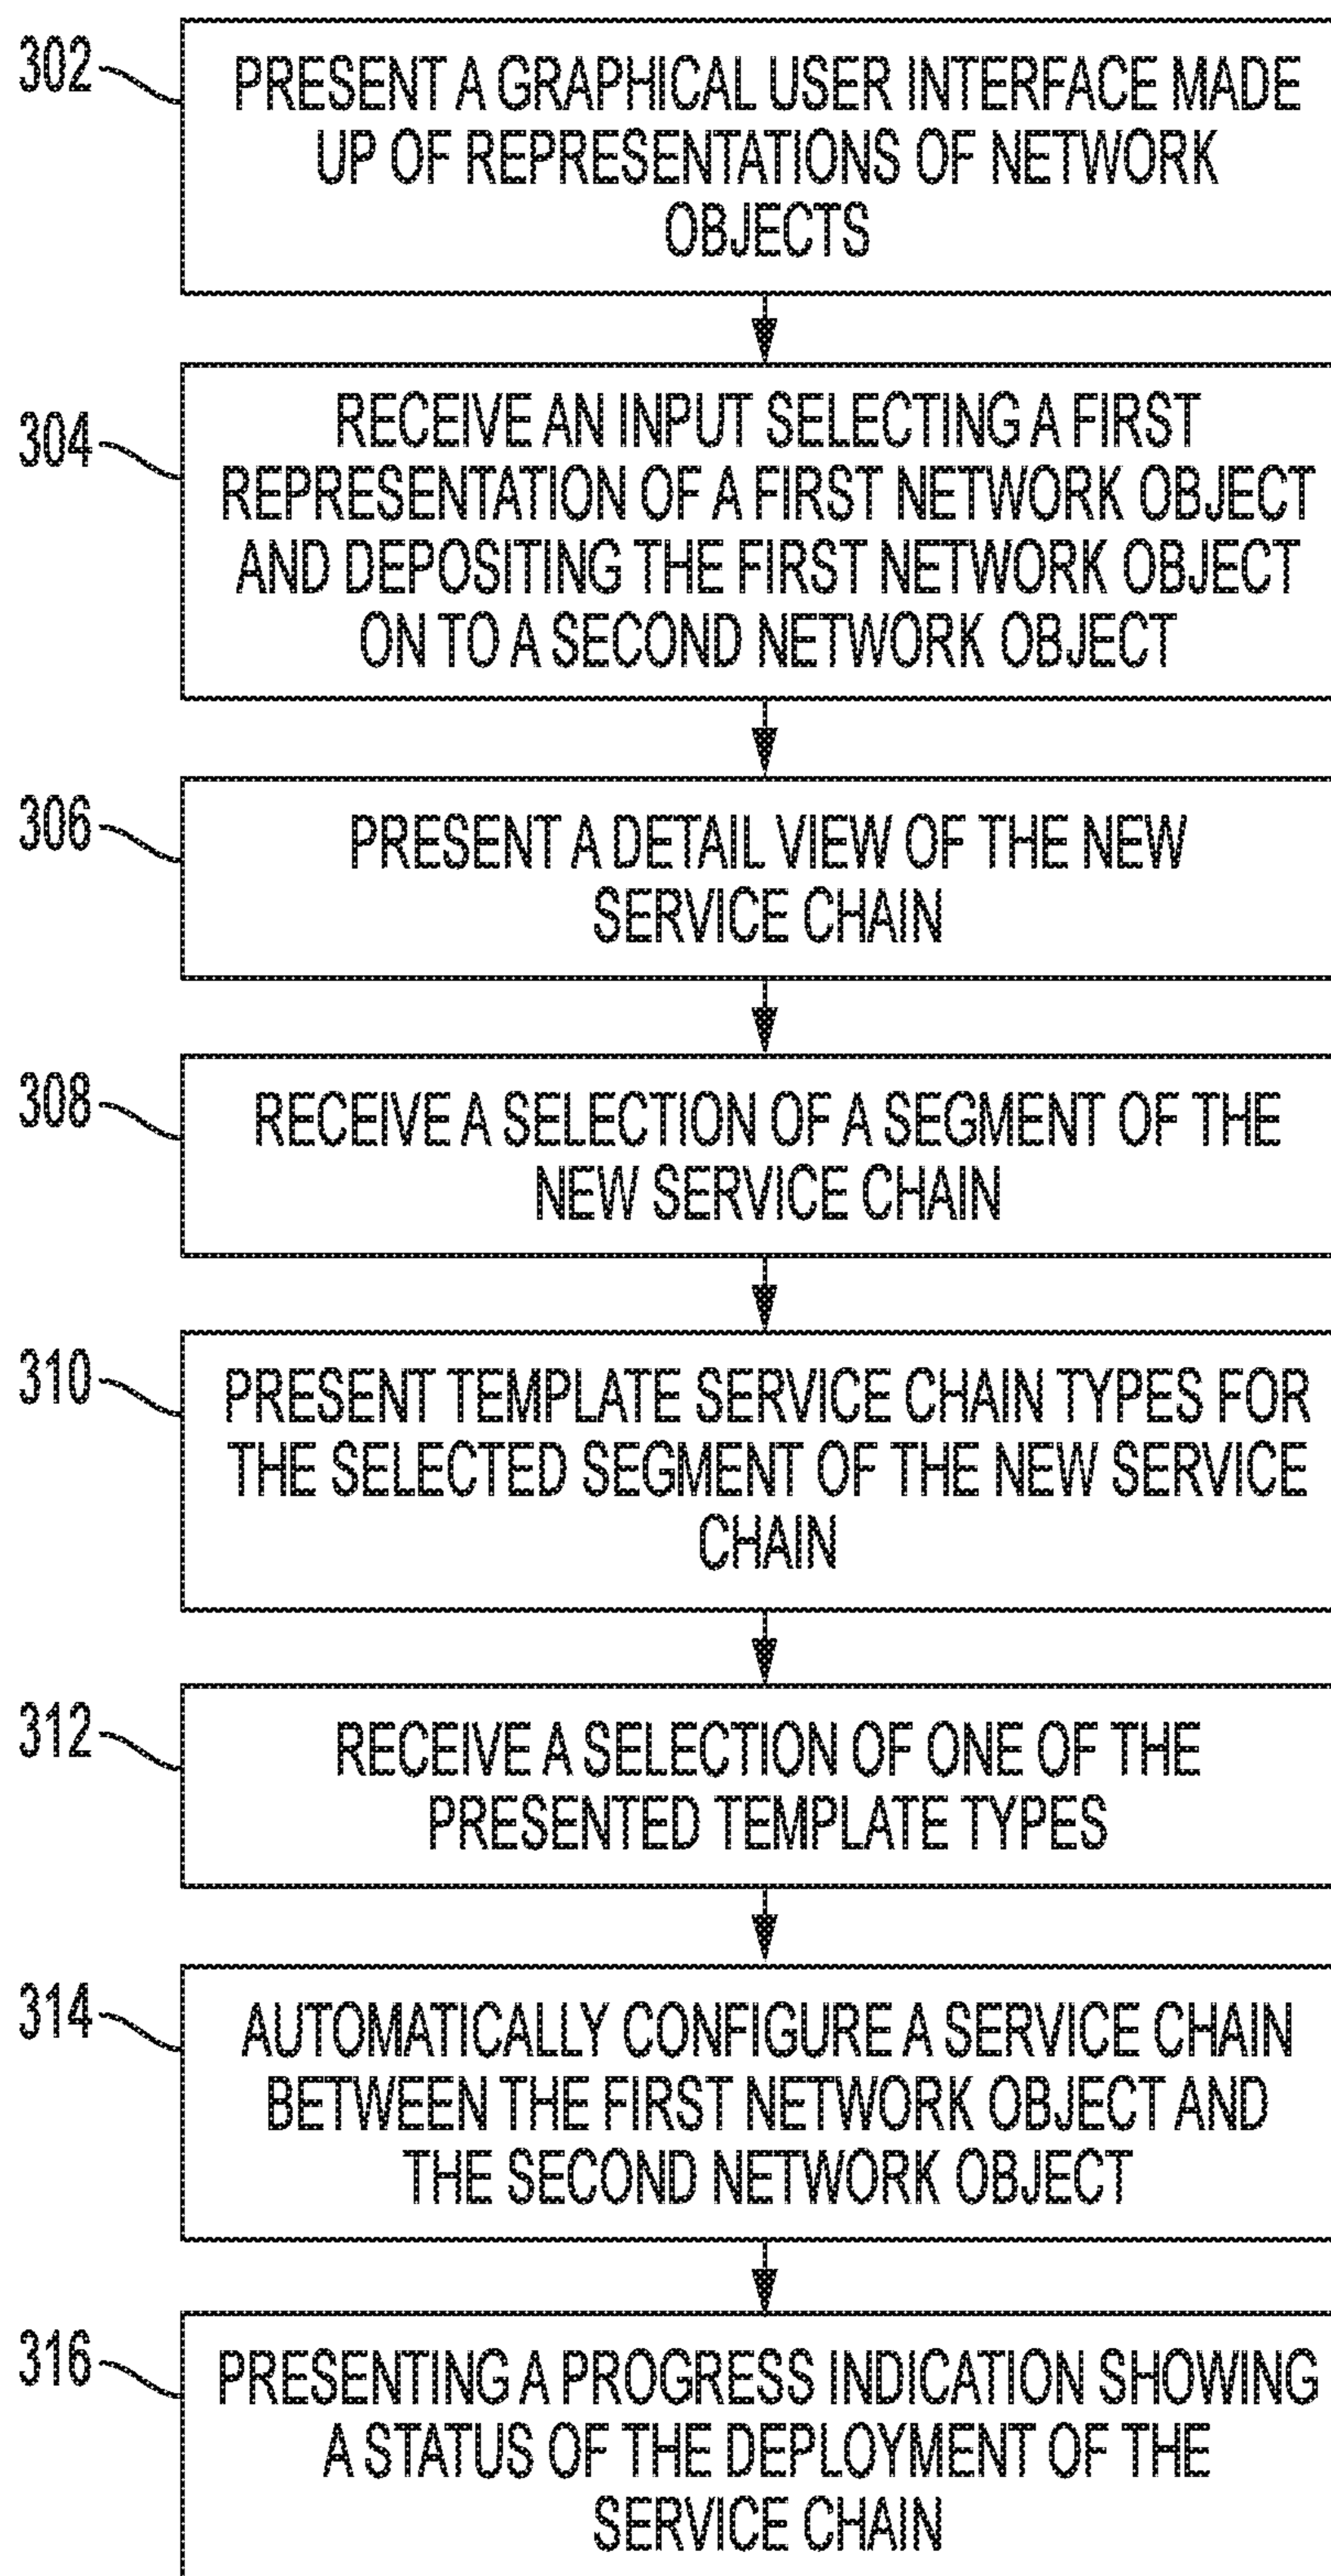 302
PRESENT A GRAPHICAL USER INTERFACE MADE
UP OF REPRESENTATIONS OF NETWORK
OBJECTS
304
RECEIVE AN INPUT SELECTING A FIRST
REPRESENTATION OF A FIRST NETWORK OBJECT
AND DEPOSITING THE FIRST NETWORK OBJECT
ON TO A SECOND NETWORK OBJECT
306
PRESENT A DETAIL VIEW OF THE NEW
SERVICE CHAIN
308
RECEIVE A SELECTION OF A SEGMENT OF THE
NEW SERVICE CHAIN
310
PRESENT TEMPLATE SERVICE CHAIN TYPES FOR
THE SELECTED SEGMENT OF THE NEW SERVICE
CHAIN
312
RECEIVE A SELECTION OF ONE OF THE
PRESENTED TEMPLATE TYPES
314
AUTOMATICALLY CONFIGURE A SERVICE CHAIN
BETWEEN THE FIRST NETWORK OBJECT AND
THE SECOND NETWORK OBJECT
316
PRESENTING A PROGRESS INDICATION SHOWING
A STATUS OF THE DEPLOYMENT OF THE
SERVICE CHAIN